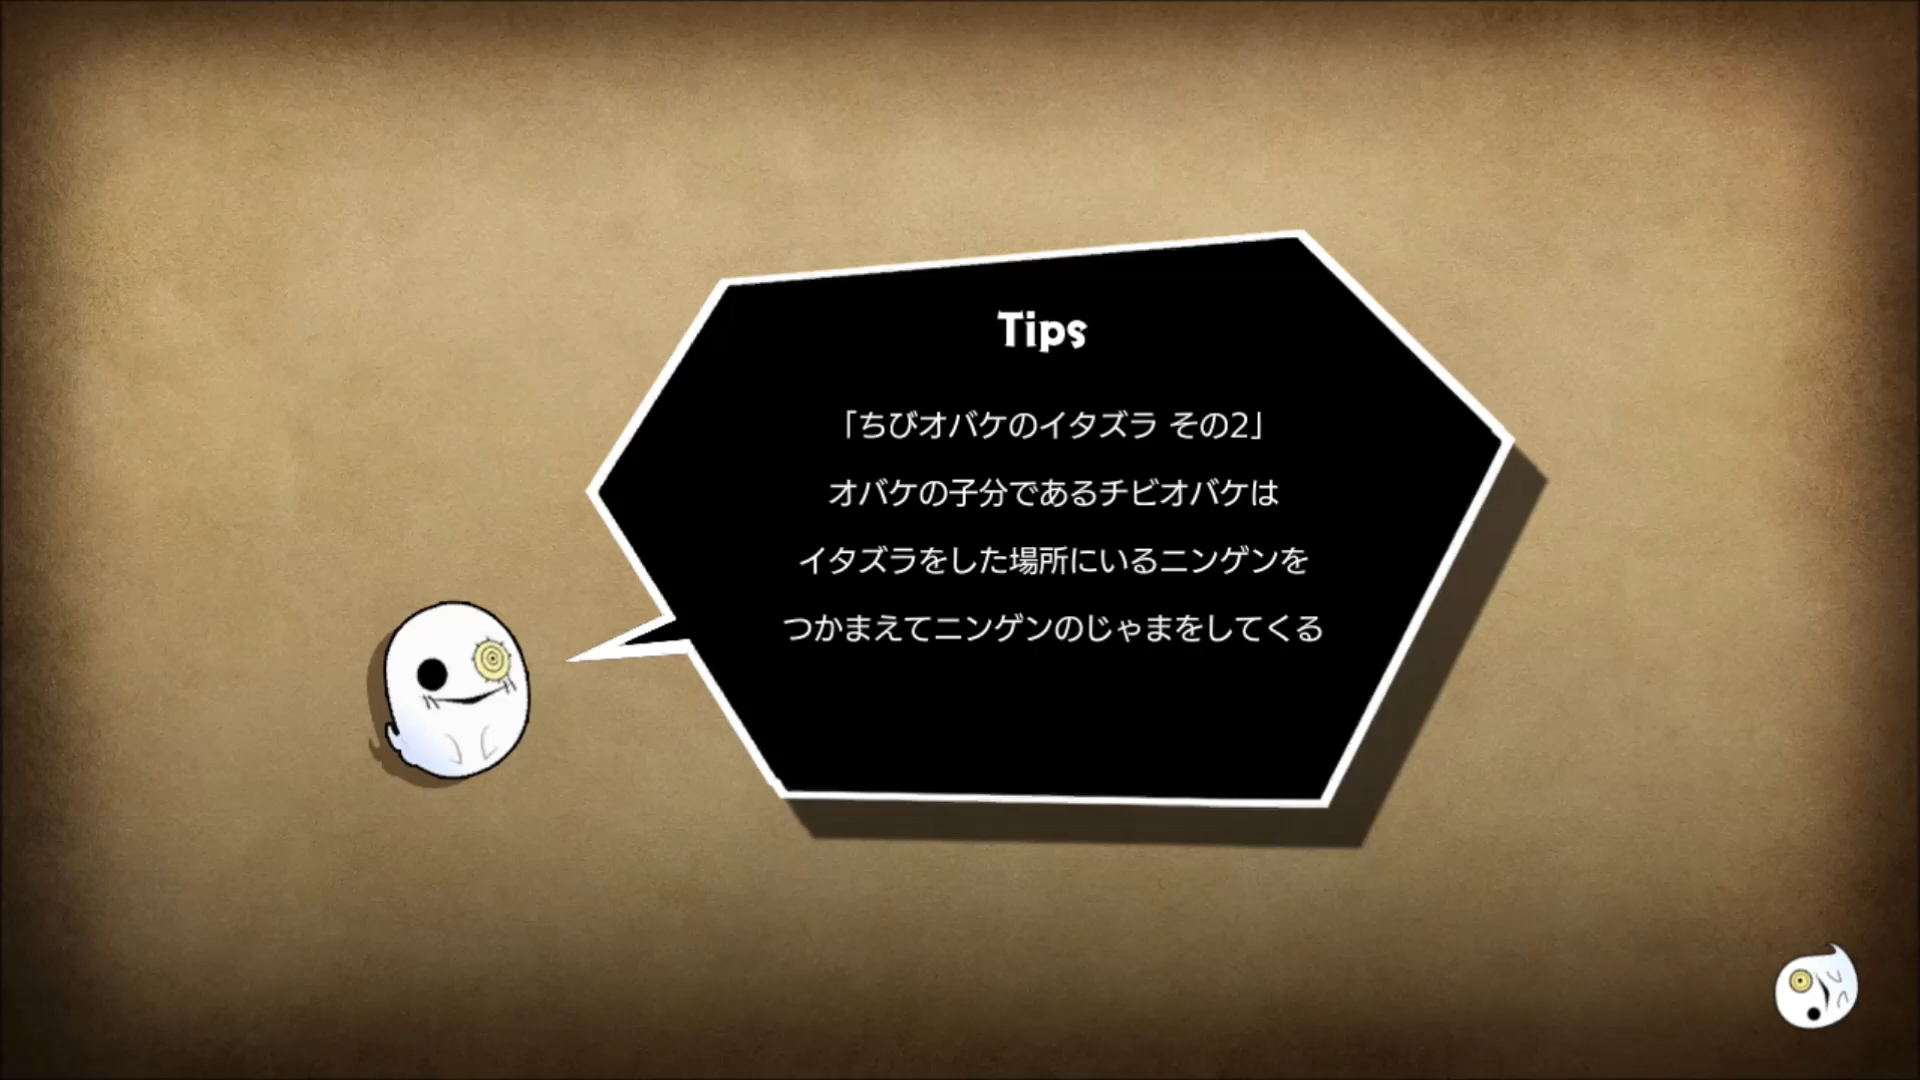 Tips
「ちびオバケのイタズラ その2」
オバケの子分であるチビオバケは
イタズラをした場所にいるニンゲンを
つかまえてニンゲンのじゃまをしてくる